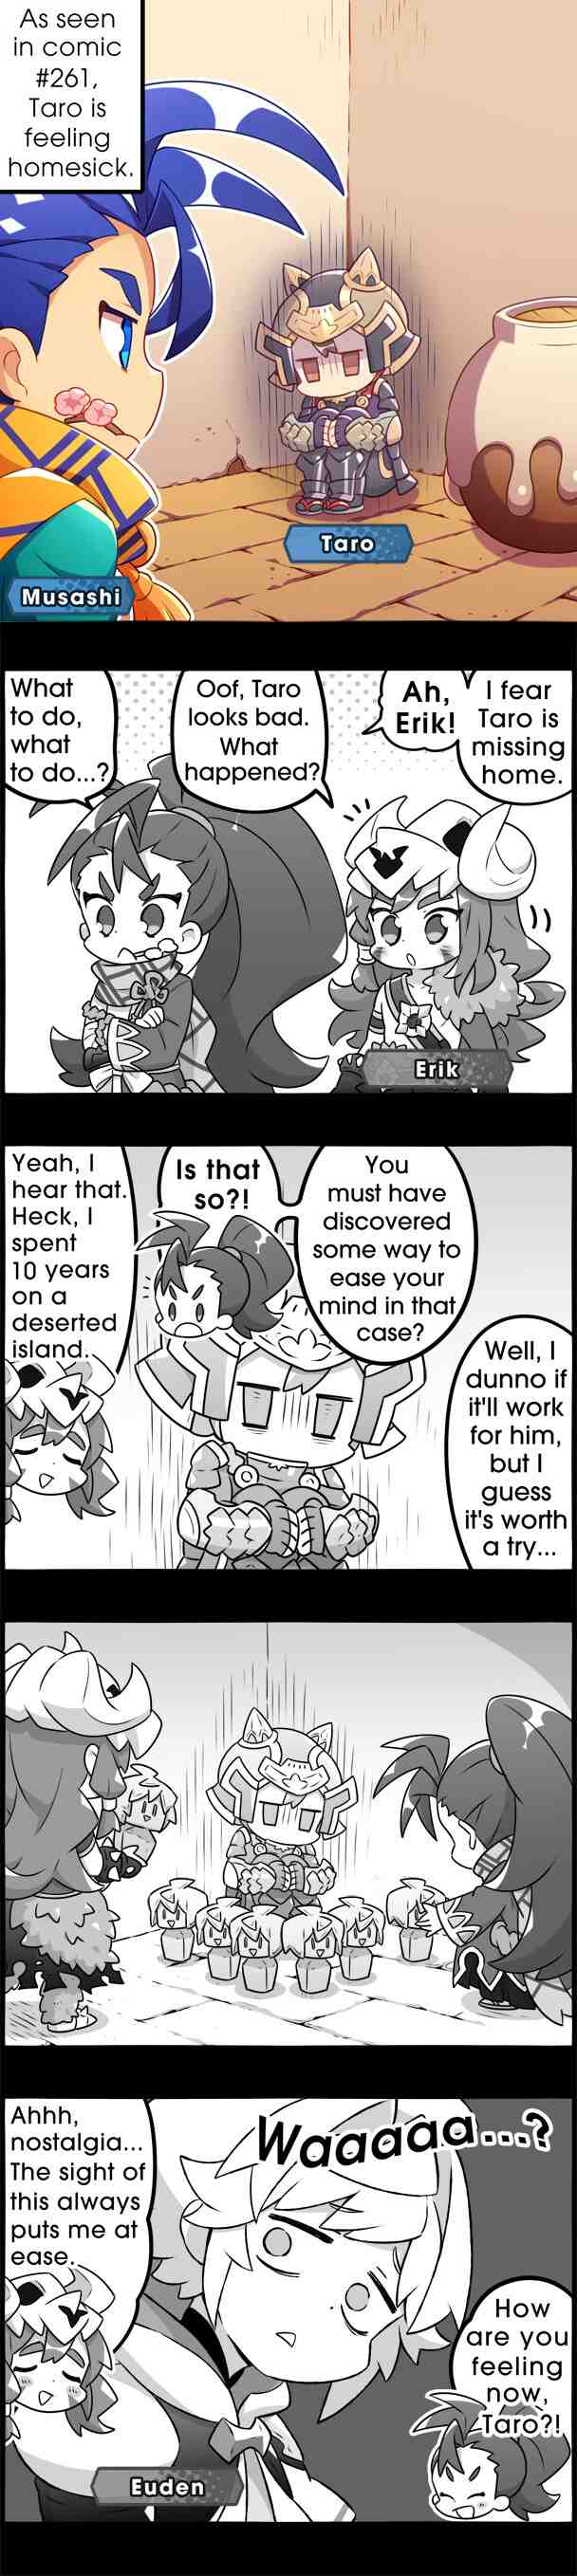 As seen
in comic
#261,
Taro is
feeling
homesick.
Taro
Musashi
What
to do,
what
to do...?
Oof, Taro
looks bad.
What
happened?
Ah,
Erik!
I fear
Taro is
missing
home.
Erik
Yeah, I
hear that.
Heck, I
spent
10 years
on a
deserted
island.
Is that
so?!
You
must have
discovered
some way to
ease your
mind in that
case?
Well, I
dunno if
it'll work
for him,
but I
guess
it's worth
a try...
Ahhh,
nostalgia...
The sight of
this always
puts me at
ease.
Waaaaa...?
How
are you
feeling
now,
Taro?!
Euden